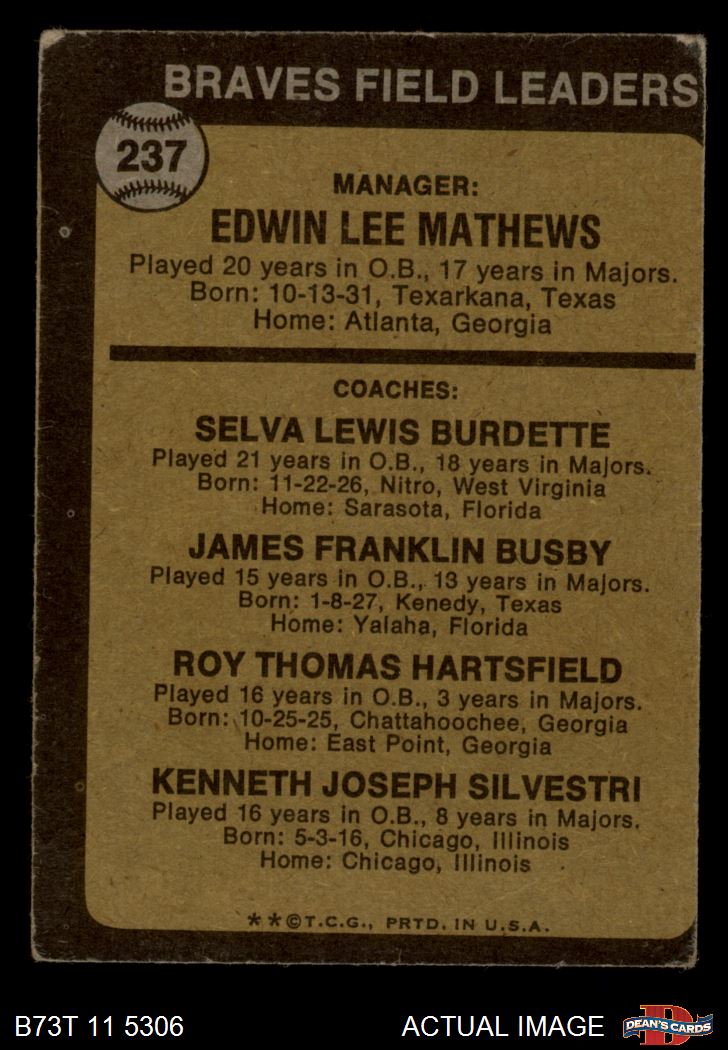 BRAVES FIELD LEADERS
237
MANAGER:
EDWIN LEE MATHEWS
Played 20 years in O.B., 17 years in Majors.
Born: 10-13-31, Texarkana, Texas
Home: Atlanta, Georgia
COACHES:
SELVA LEWIS BURDETTE
Played 21 years in O.B., 18 years in Majors.
Born: 11-22-26, Nitro, West Virginia
Home: Sarasota, Florida
JAMES FRANKLIN BUSBY
Played 15 years in O.B., 13 years in Majors.
Born: 1-8-27, Kenedy, Texas
Home: Yalaha, Florida
ROY THOMAS HARTSFIELD
Played 16 years in O.B., 3 years in Majors.
Born: 10-25-25, Chattahoochee, Georgia
Home: East Point, Georgia
KENNETH JOSEPH SILVESTRI
Played 16 years in O.B., 8 years in Majors.
Born: 5-3-16, Chicago, Illinois
Home: Chicago, Illinois
**©T.C.G., PRTD. IN U.S.A.
B73T 11 5306
ACTUAL IMAGE
D
DEAN'S CARDS